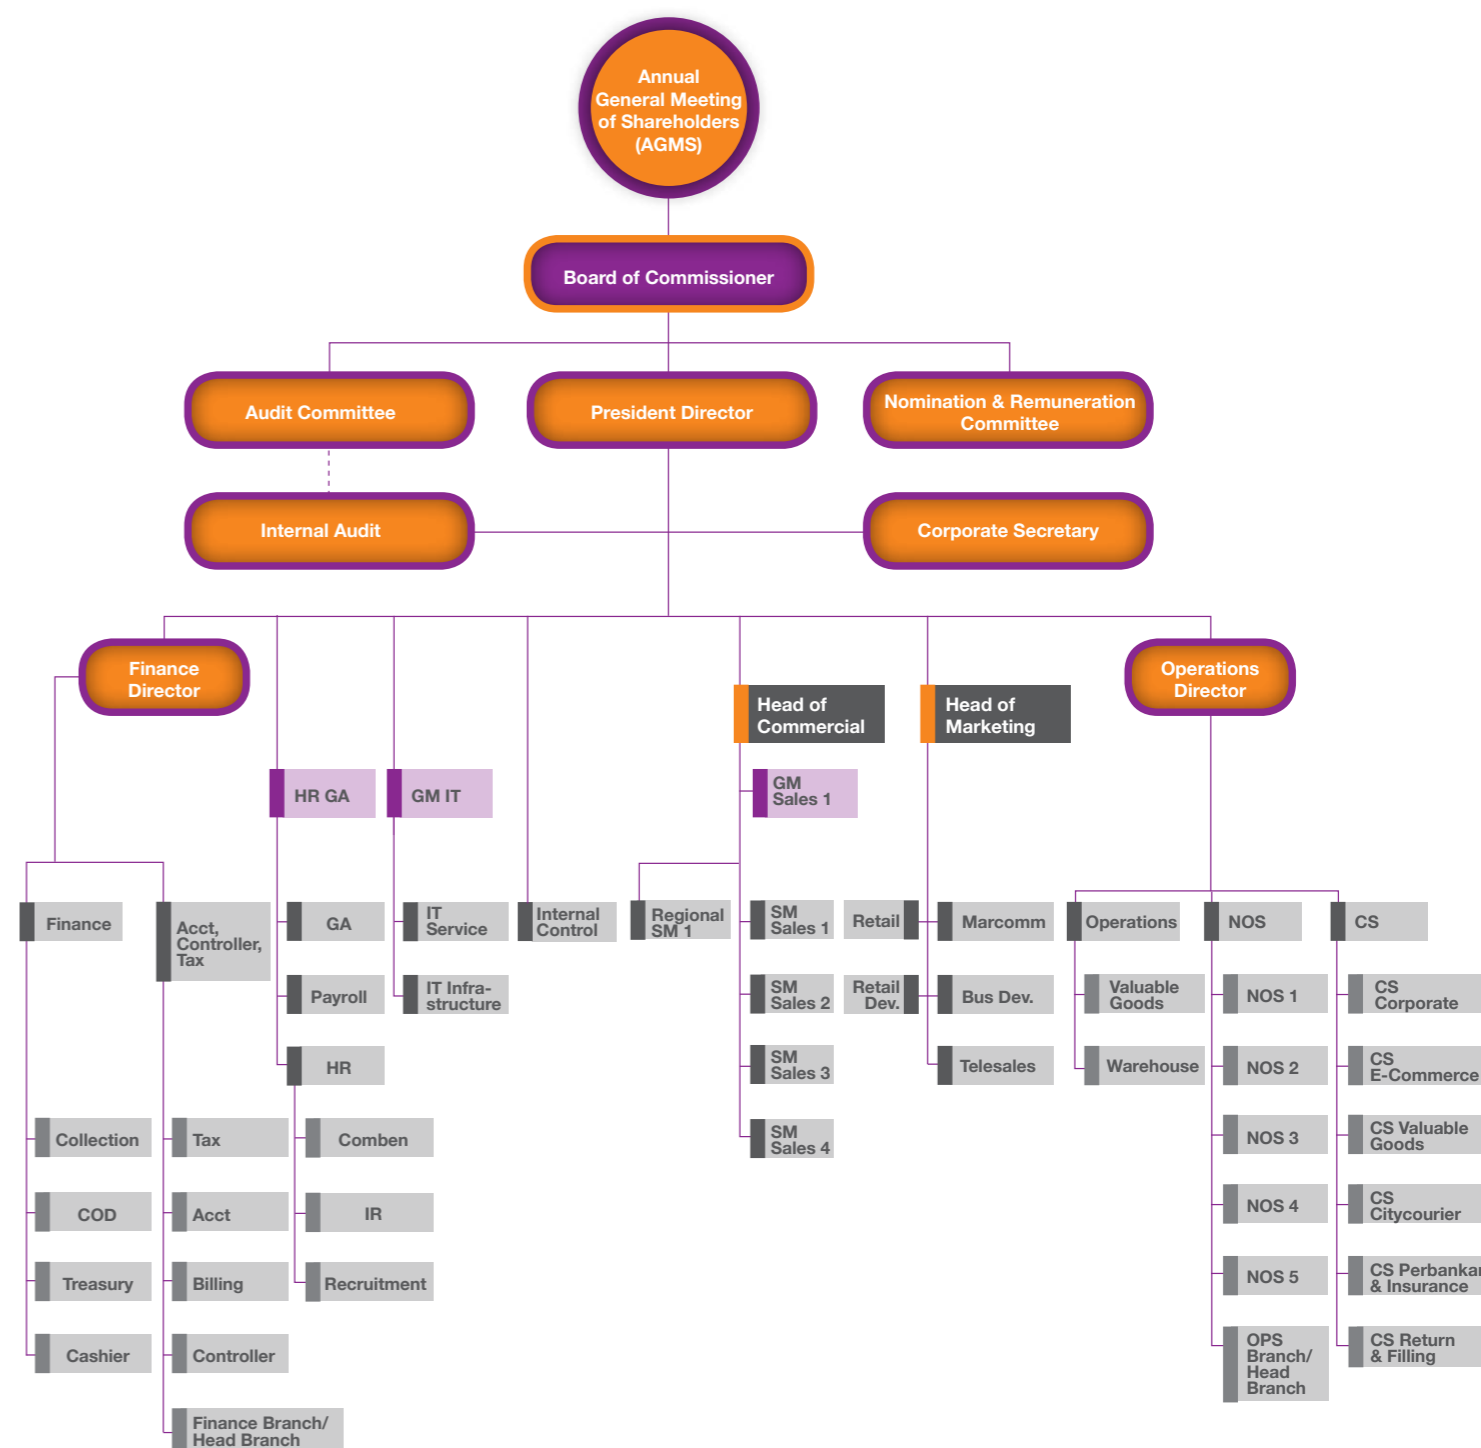 Annual
General Meeting
of Shareholders
(AGMS)
Board of Commissioner
Audit Committee
President Director
Nomination & Remuneration
Committee
Internal Audit
Corporate Secretary
Finance
Director
Operations
Director
Head of
Commercial
Head of
Marketing
HR GA
GM IT
GM
Sales 1
Finance
Acct,
Controller,
Tax
GA
IT
Service
Internal
Control
Regional
SM 1
SM
Sales 1
Retail
Marcomm
Operations
NOS
CS
Payroll
IT Infra-
structure
SM
Sales 2
Retail
Dev.
Bus Dev.
Valuable
Goods
NOS 1
CS
Corporate
HR
SM
Sales 3
Telesales
Warehouse
NOS 2
CS
E-Commerce
Collection
Tax
Comben
SM
Sales 4
NOS 3
CS Valuable
Goods
COD
Acct
IR
NOS 4
CS
Citycourier
Treasury
Billing
Recruitment
NOS 5
CS Perbankan
& Insurance
Cashier
Controller
OPS
Branch/
Head
Branch
CS Return
& Filling
Finance Branch/
Head Branch